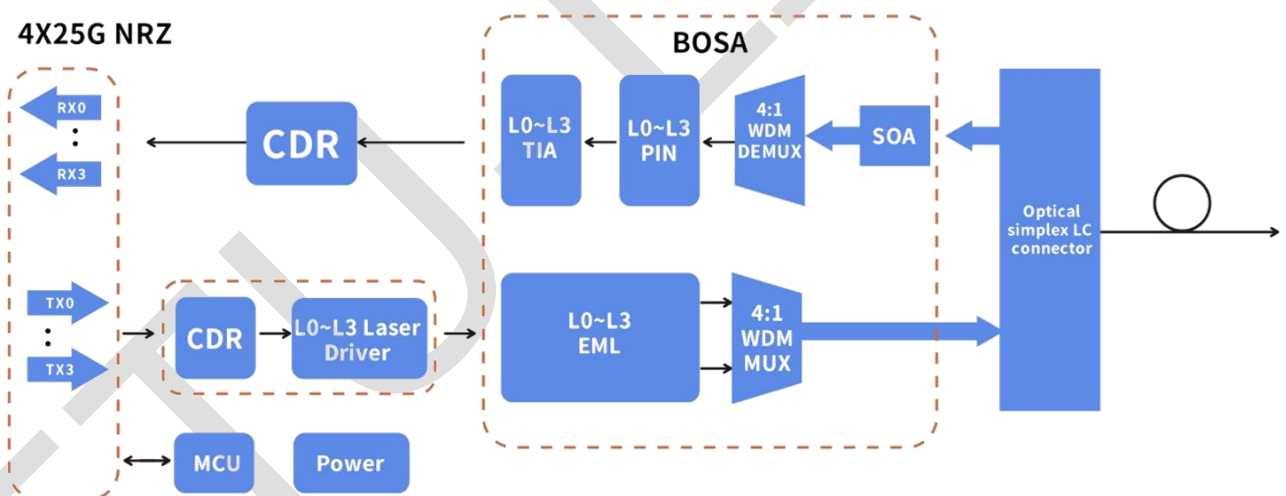 4X25G NRZ
BOSA
RX0
RX3
CDR
L0~L3
TIA
L0~L3
PIN
4:1
WDM
DEMUX
SOA
Optical
simplex LC
connector
TX0
TX3
CDR
L0~L3 Laser
Driver
L0~L3
EML
4:1
WDM
MUX
MCU
Power